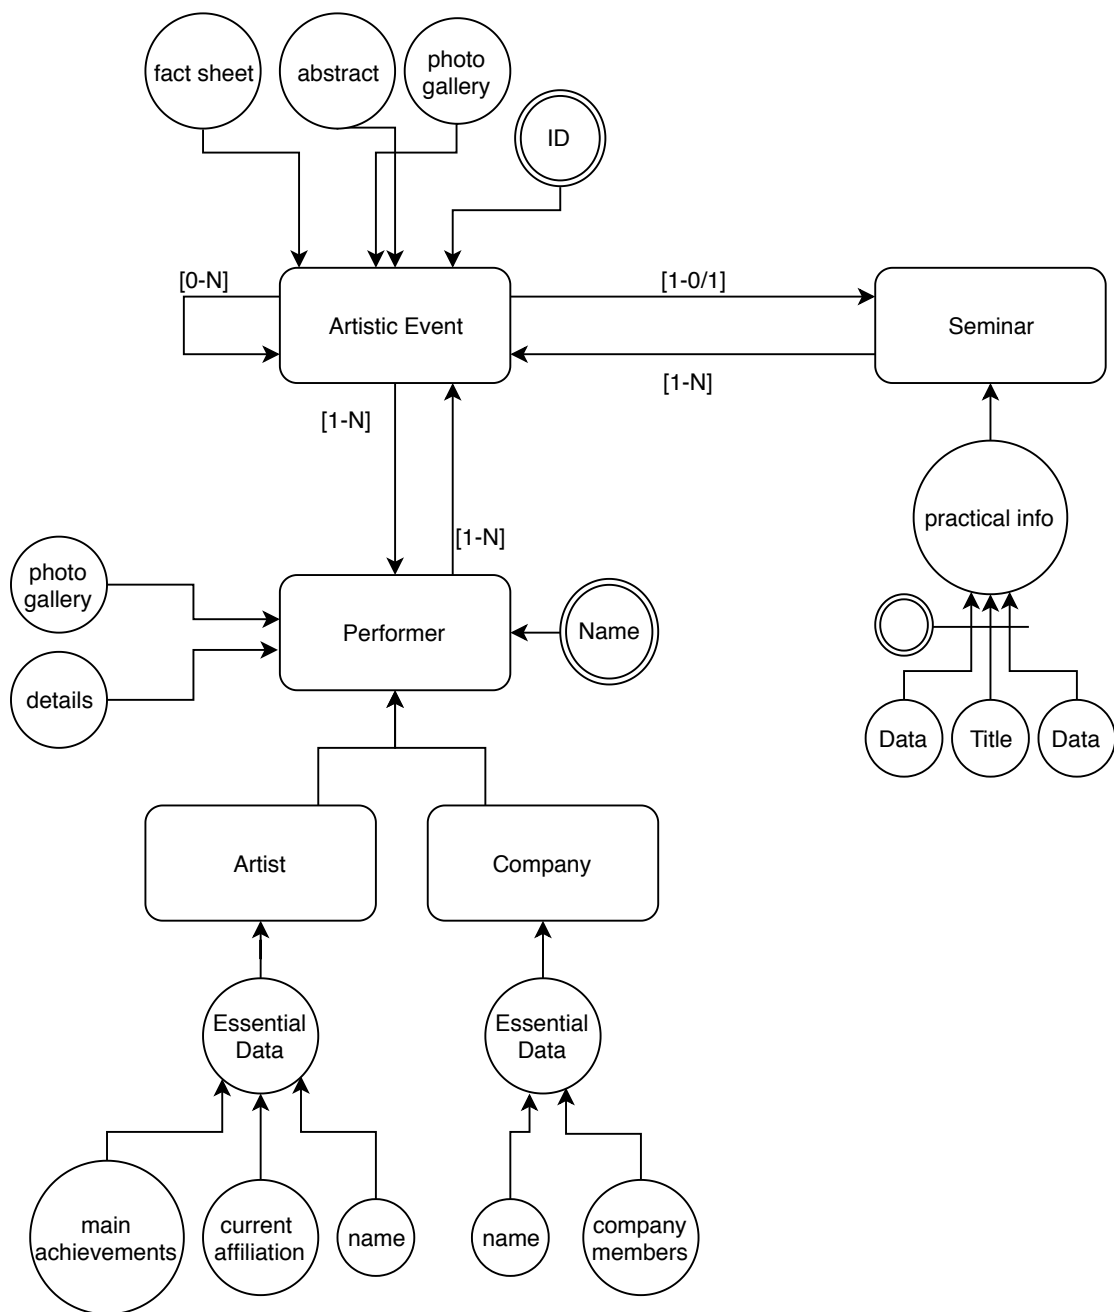 fact sheet
abstract
photo
gallery
ID
[0-N]
Artistic Event
[1-0/1]
Seminar
[1-N]
[1-N]
[1-N]
practical info
photo
gallery
Performer
Name
details
Data
Title
Data
Artist
Company
Essential
Data
Essential
Data
main
achievements
current
affiliation
name
name
company
members